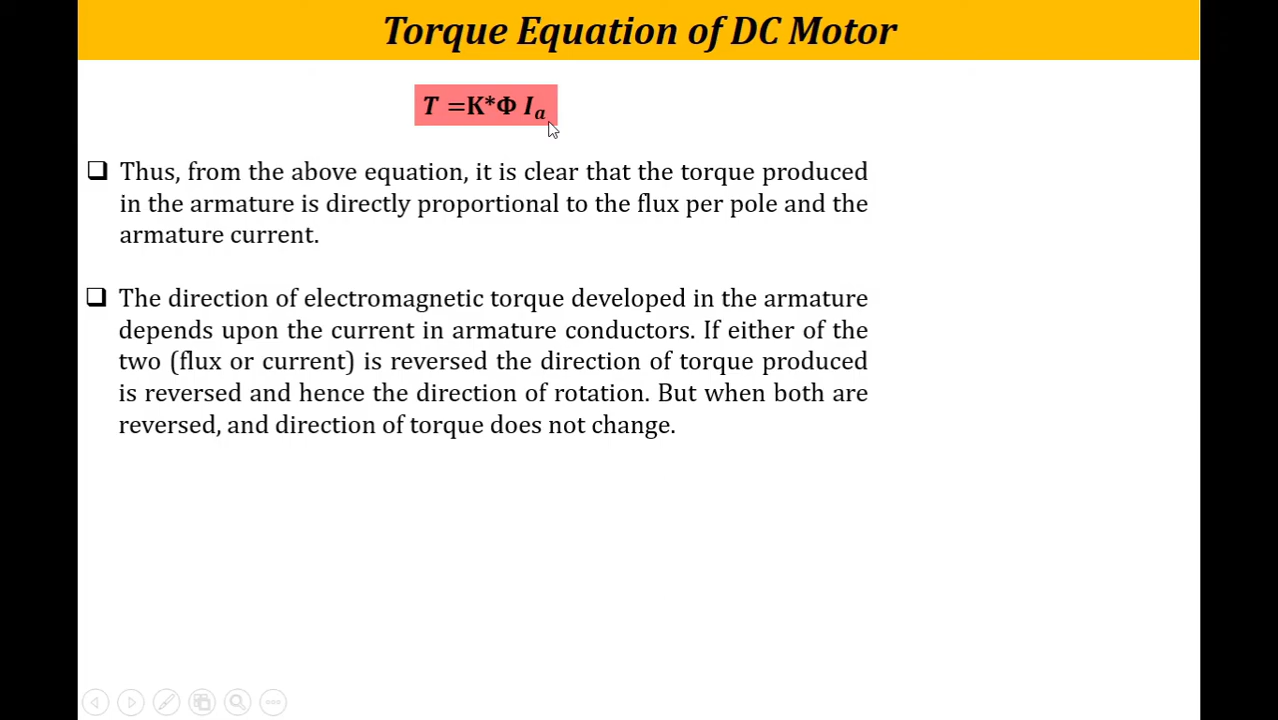 Torque Equation of DC Motor
T =K*Φ Iₐ
❑ Thus, from the above equation, it is clear that the torque produced
in the armature is directly proportional to the flux per pole and the
armature current.
❑ The direction of electromagnetic torque developed in the armature
depends upon the current in armature conductors. If either of the
two (flux or current) is reversed the direction of torque produced
is reversed and hence the direction of rotation. But when both are
reversed, and direction of torque does not change.